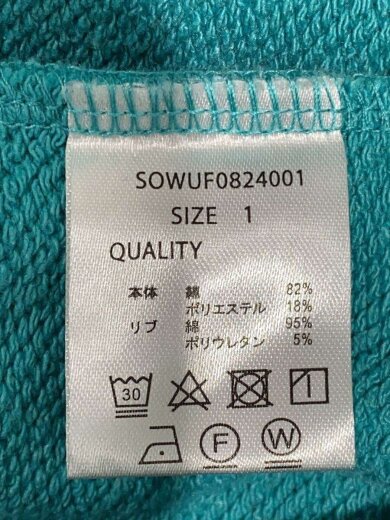 SOWUF0824001
SIZE 1
QUALITY
本体 綿 82%
ポリエステル 18%
リブ 綿 95%
ポリウレタン 5%
30
F W